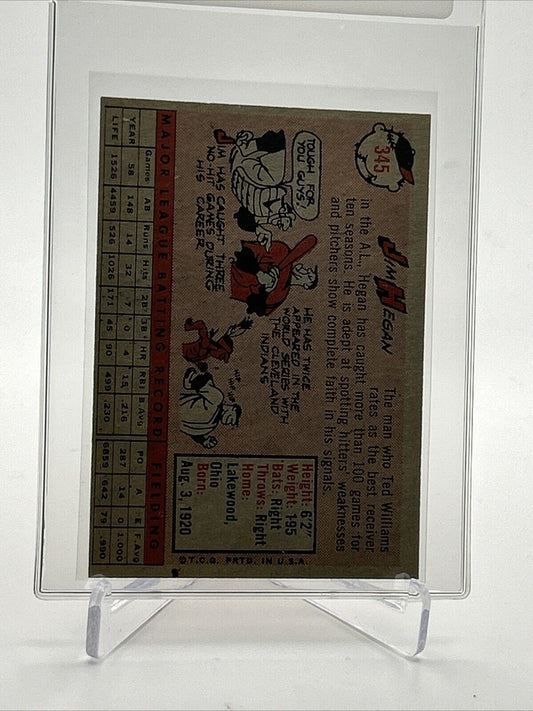 345
JIM HEGAN
The man who Ted Williams
rates as the best receiver
in the A.L., Hegan has caught more than 100 games for
ten seasons. He is adept at spotting hitters' weaknesses
and pitchers show complete faith in his signals.
TOUGH FOR
YOU GUYS!
JIM HAS CAUGHT THREE
NO-HIT GAMES DURING
HIS
CAREER.
HE HAS TWICE
APPEARED IN THE
WORLD SERIES WITH
THE CLEVELAND
INDIANS
Height: 6'2"
Weight: 195
Bats: Right
Throws: Right
Home:
Lakewood,
Ohio
Born:
Aug. 3, 1920
MAJOR LEAGUE BATTING RECORD FIELDING
Games AB Runs Hits 2B 3B HR RBI B.Avg PO A E F.Avg
YEAR 58 148 14 32 7 0 4 15 .216 287 14 0 1.000
LIFE 1526 4459 526 1026 171 45 90 499 .230 6859 642 79 .990
©T.C.G. PRTD. IN U.S.A.